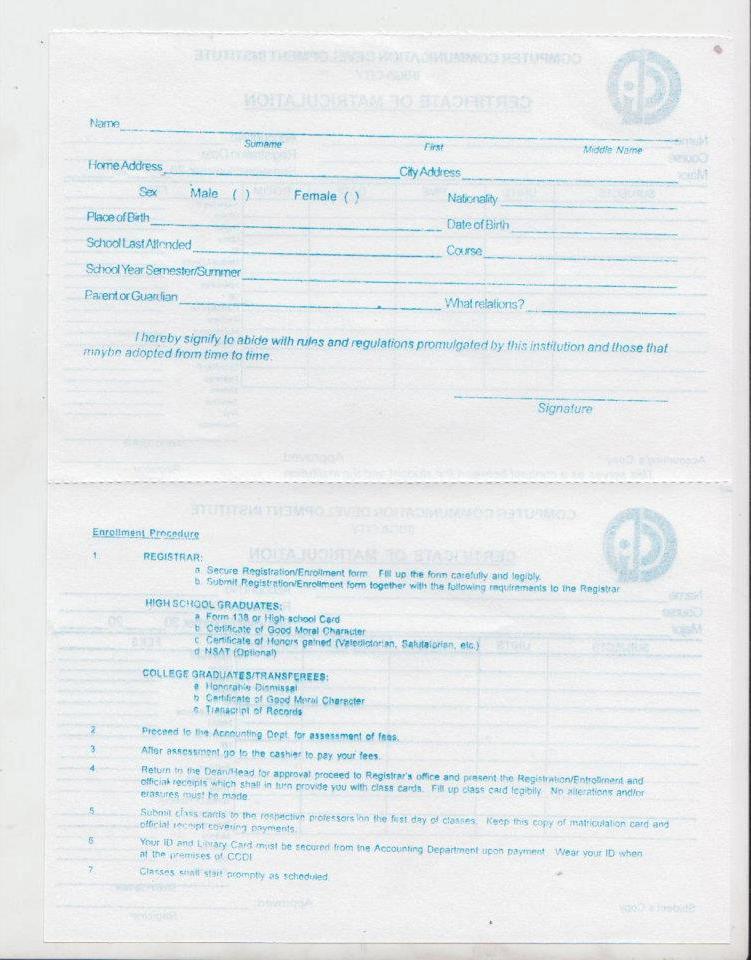 Name
Surname First Middle Name
Home Address City Address
Sex Male ( ) Female ( ) Nationality
Place of Birth Date of Birth
School Last Attended Course
School Year Semester/Summer
Parent or Guardian What relations?
I hereby signify to abide with rules and regulations promulgated by this institution and those that
maybe adopted from time to time.
Signature
Enrollment Procedure
1 REGISTRAR:
a. Secure Registration/Enrollment form. Fill up the form carefully and legibly.
b. Submit Registration/Enrollment form together with the following requirements to the Registrar
HIGH SCHOOL GRADUATES:
a Form 138 or High school Card
b Certificate of Good Moral Character
c. Certificate of Honors gained (Valedictorian, Salutatorian, etc.)
d NSAT (Optional)
COLLEGE GRADUATES/TRANSFEREES:
a Honorable Dismissal
b Certificate of Good Moral Character
c Transcript of Records
2 Proceed to the Accounting Dept. for assessment of fees.
3 After assessment go to the cashier to pay your fees.
4 Return to the Dean/Head for approval proceed to Registrar's office and present the Registration/Entrollment and
official receipts which shall in turn provide you with class cards. Fill up class card legibily. No alterations and/or
erasures must be made.
5 Submit class cards to the respective professors on the first day of classes. Keep this copy of matriculation card and
official receipt covering payments.
6 Your ID and Library Card must be secured from the Accounting Department upon payment. Wear your ID when
at the premises of CCDI
7 Classes shall start promptly as scheduled.